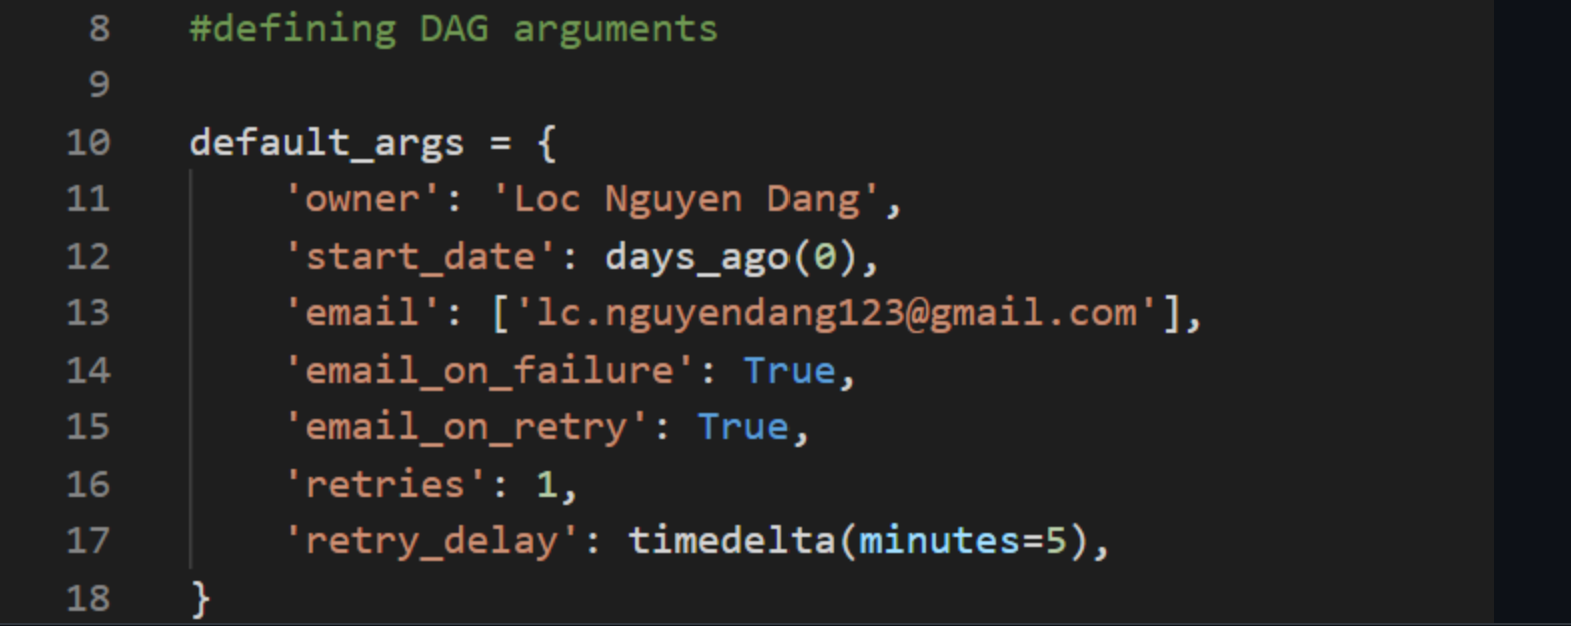 8 #defining DAG arguments
9
10 default_args = {
11 'owner': 'Loc Nguyen Dang',
12 'start_date': days_ago(0),
13 'email': ['lc.nguyendang123@gmail.com'],
14 'email_on_failure': True,
15 'email_on_retry': True,
16 'retries': 1,
17 'retry_delay': timedelta(minutes=5),
18 }